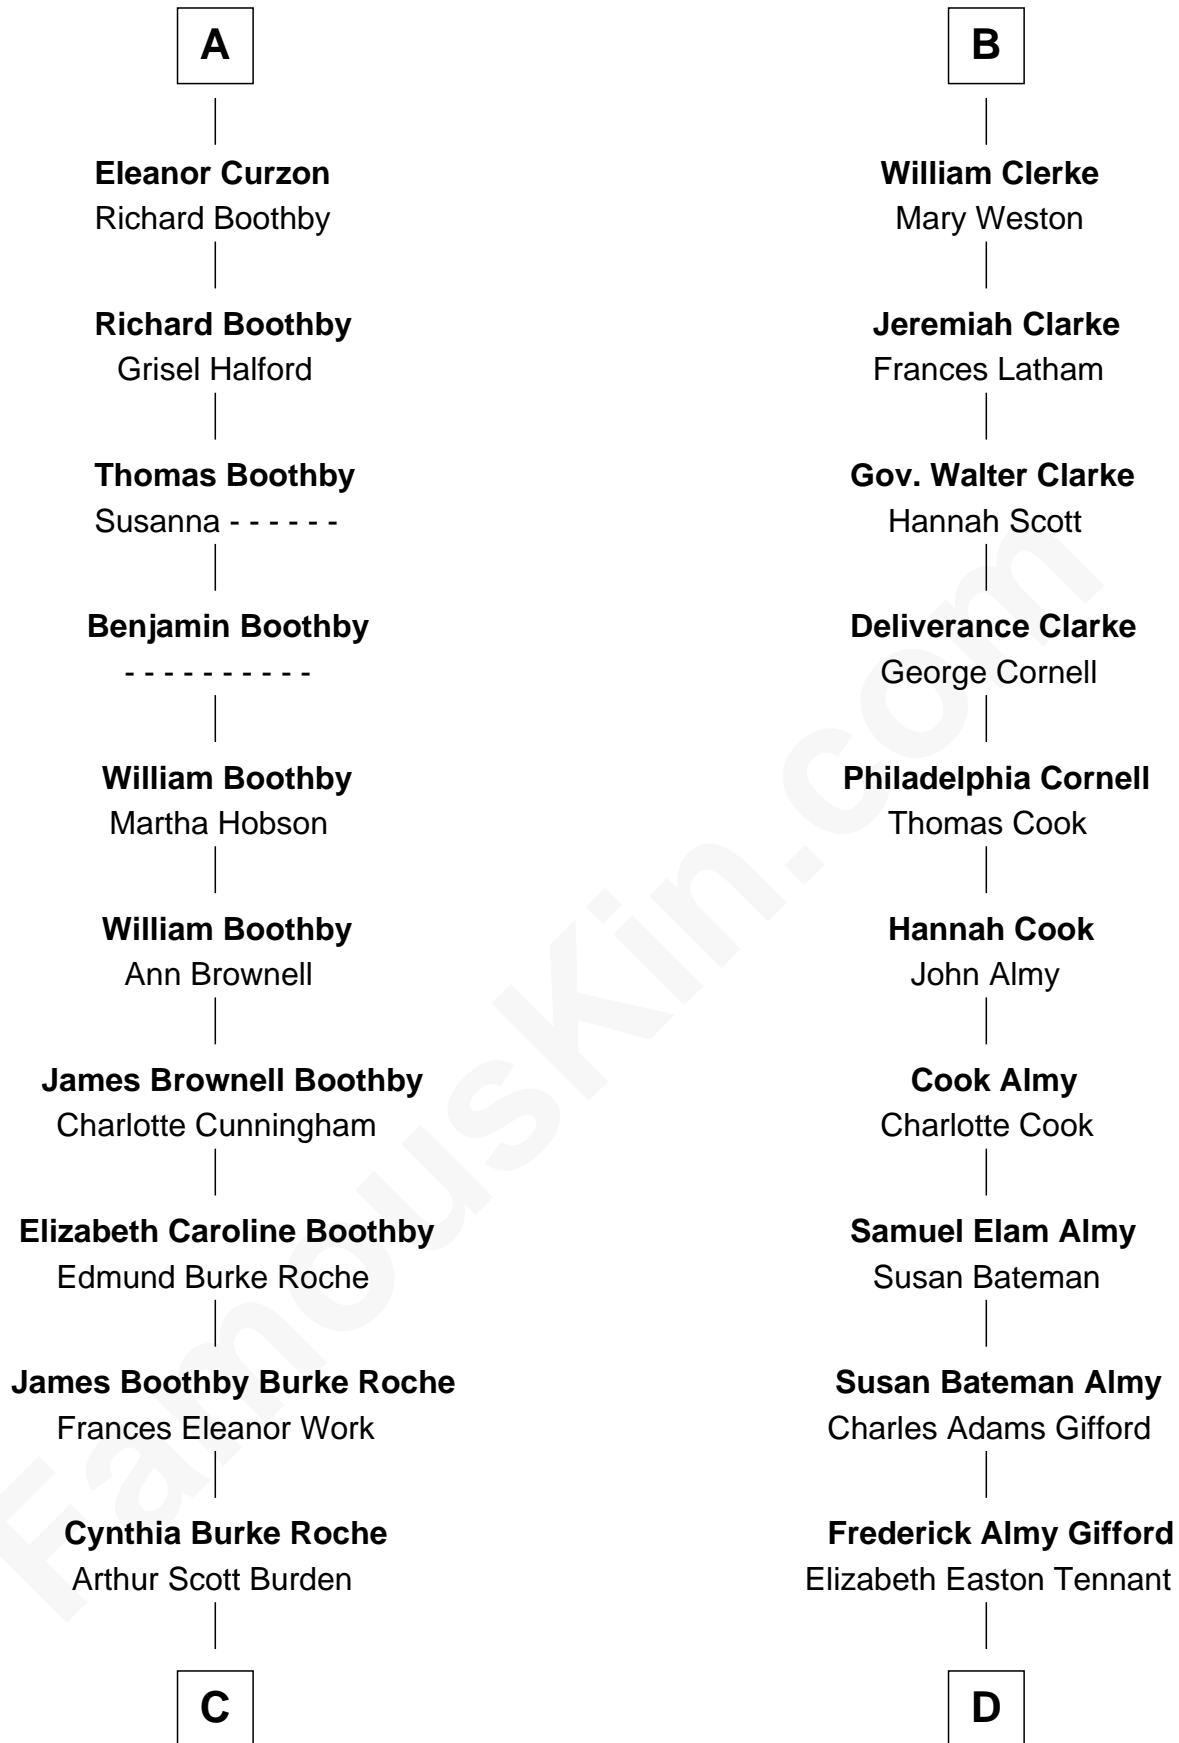 A
Eleanor Curzon
Richard Boothby
Richard Boothby
Grisel Halford
Thomas Boothby
Susanna - - - - - -
Benjamin Boothby
- - - - - - - - - -
William Boothby
Martha Hobson
William Boothby
Ann Brownell
James Brownell Boothby
Charlotte Cunningham
Elizabeth Caroline Boothby
Edmund Burke Roche
James Boothby Burke Roche
Frances Eleanor Work
Cynthia Burke Roche
Arthur Scott Burden
C
B
William Clerke
Mary Weston
Jeremiah Clarke
Frances Latham
Gov. Walter Clarke
Hannah Scott
Deliverance Clarke
George Cornell
Philadelphia Cornell
Thomas Cook
Hannah Cook
John Almy
Cook Almy
Charlotte Cook
Samuel Elam Almy
Susan Bateman
Susan Bateman Almy
Charles Adams Gifford
Frederick Almy Gifford
Elizabeth Easton Tennant
D
FamousKin.com